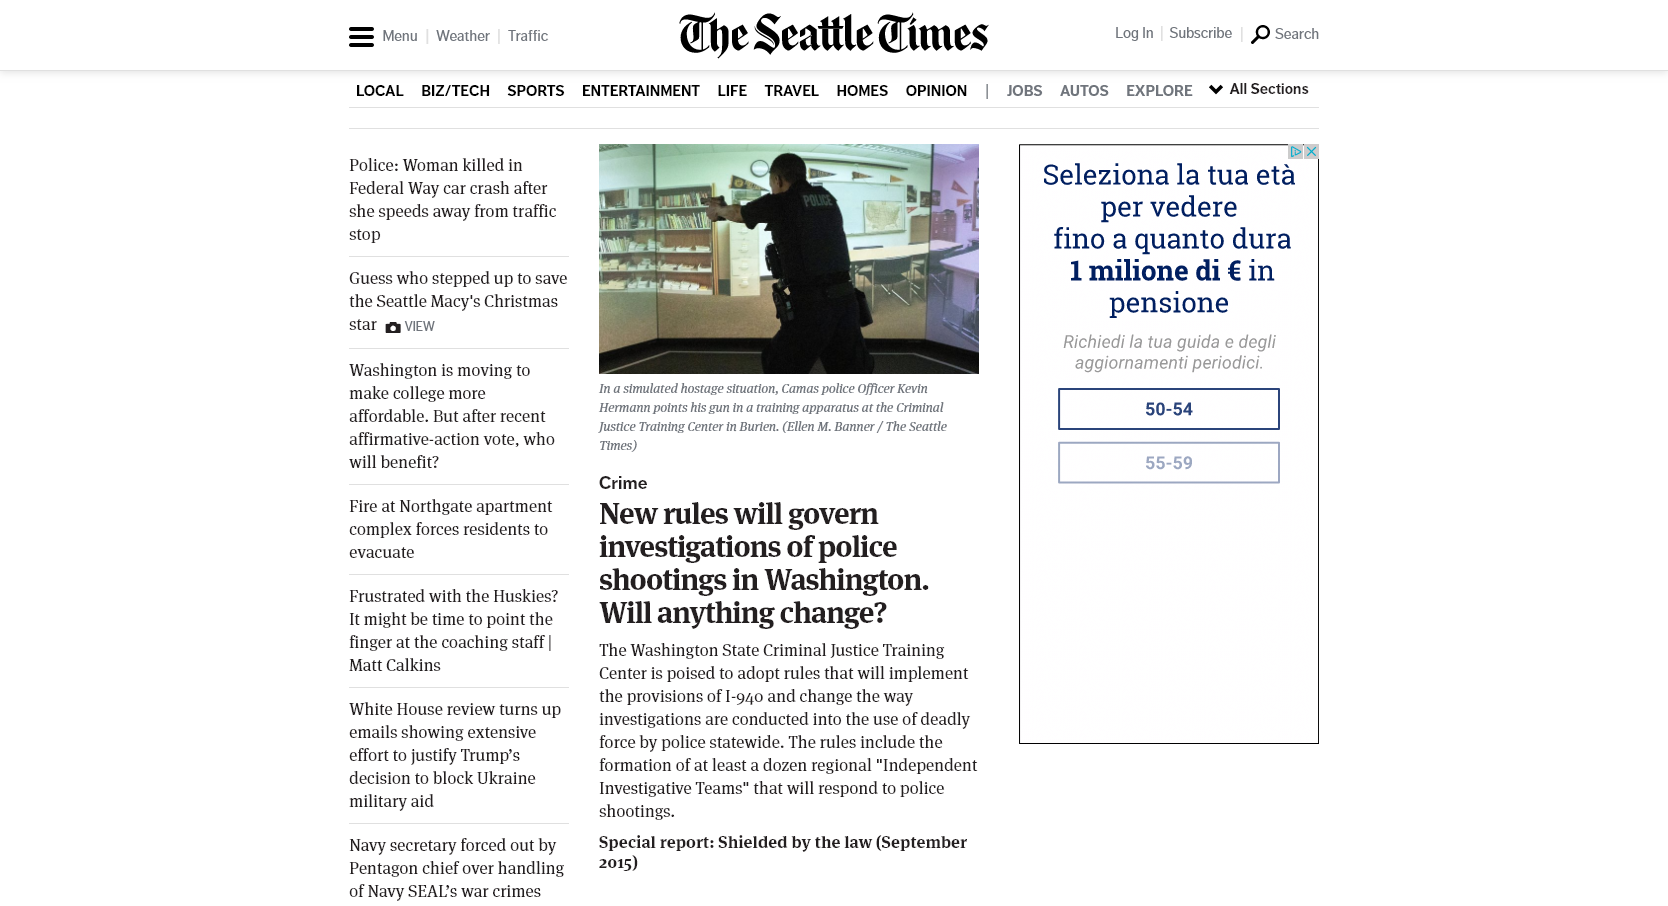 Menu | Weather | Traffic
The Seattle Times
Log In | Subscribe | Search
LOCAL BIZ/TECH SPORTS ENTERTAINMENT LIFE TRAVEL HOMES OPINION | JOBS AUTOS EXPLORE All Sections
Police: Woman killed in
Federal Way car crash after
she speeds away from traffic
stop
Guess who stepped up to save
the Seattle Macy's Christmas
star VIEW
Washington is moving to
make college more
affordable. But after recent
affirmative-action vote, who
will benefit?
Fire at Northgate apartment
complex forces residents to
evacuate
Frustrated with the Huskies?
It might be time to point the
finger at the coaching staff |
Matt Calkins
White House review turns up
emails showing extensive
effort to justify Trump’s
decision to block Ukraine
military aid
Navy secretary forced out by
Pentagon chief over handling
of Navy SEAL’s war crimes
POLICE
In a simulated hostage situation, Camas police Officer Kevin
Hermann points his gun in a training apparatus at the Criminal
Justice Training Center in Burien. (Ellen M. Banner / The Seattle
Times)
Crime
New rules will govern
investigations of police
shootings in Washington.
Will anything change?
The Washington State Criminal Justice Training
Center is poised to adopt rules that will implement
the provisions of I-940 and change the way
investigations are conducted into the use of deadly
force by police statewide. The rules include the
formation of at least a dozen regional "Independent
Investigative Teams" that will respond to police
shootings.
Special report: Shielded by the law (September
2015)
Seleziona la tua età
per vedere
fino a quanto dura
1 milione di € in
pensione
Richiedi la tua guida e degli
aggiornamenti periodici.
50-54
55-59